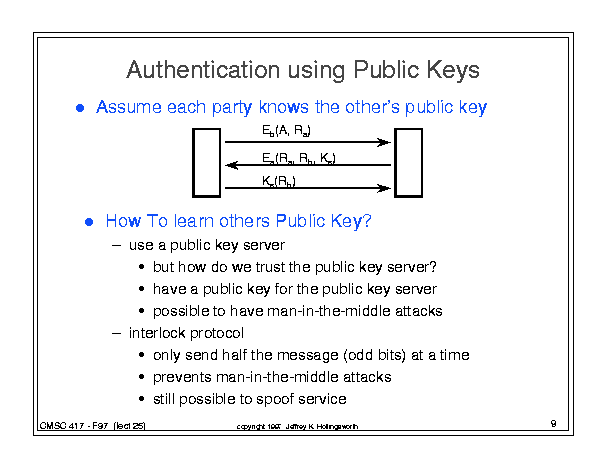 Authentication using Public Keys
● Assume each party knows the other's public key
E_b(A, R_a)
E_a(R_a, R_b, K_s)
K_s(R_b)
● How To learn others Public Key?
– use a public key server
• but how do we trust the public key server?
• have a public key for the public key server
• possible to have man-in-the-middle attacks
– interlock protocol
• only send half the message (odd bits) at a time
• prevents man-in-the-middle attacks
• still possible to spoof service
CMSC 417 - F97 (lect 25)
copyright 1997 Jeffrey K. Hollingsworth
9